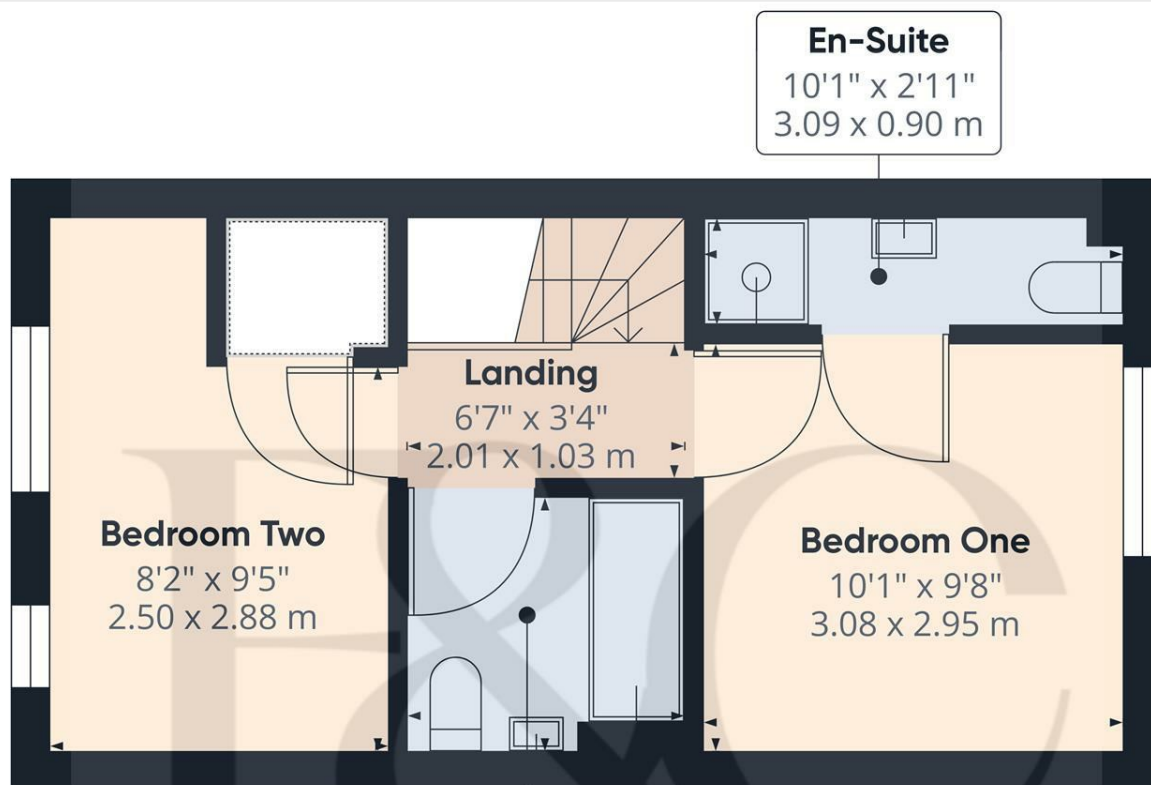 En-Suite
10'1" x 2'11"
3.09 x 0.90 m
Landing
6'7" x 3'4"
2.01 x 1.03 m
Bedroom Two
8'2" x 9'5"
2.50 x 2.88 m
Bedroom One
10'1" x 9'8"
3.08 x 2.95 m
F&C